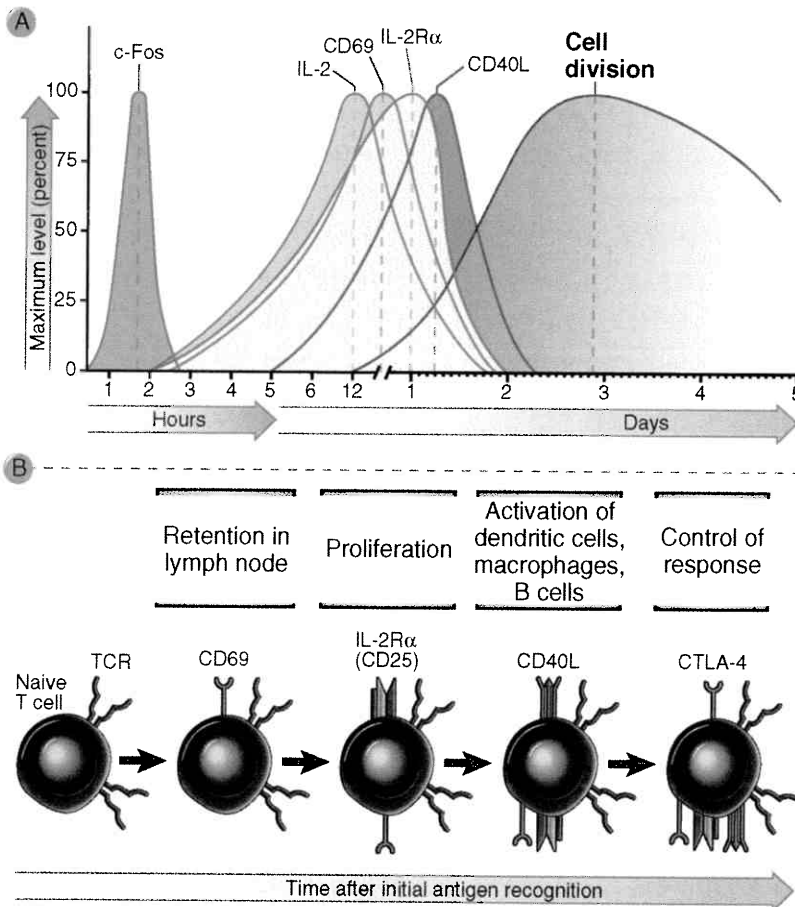 A
c-Fos
IL-2
CD69
IL-2Rα
CD40L
Cell
division
Maximum level (percent)
100
75
50
25
0
1 2 3 4 5 6 12 1 2 3 4 5
Hours
Days
B
Retention in
lymph node
Proliferation
Activation of
dendritic cells,
macrophages,
B cells
Control of
response
Naive
T cell
TCR
CD69
IL-2Rα
(CD25)
CD40L
CTLA-4
Time after initial antigen recognition